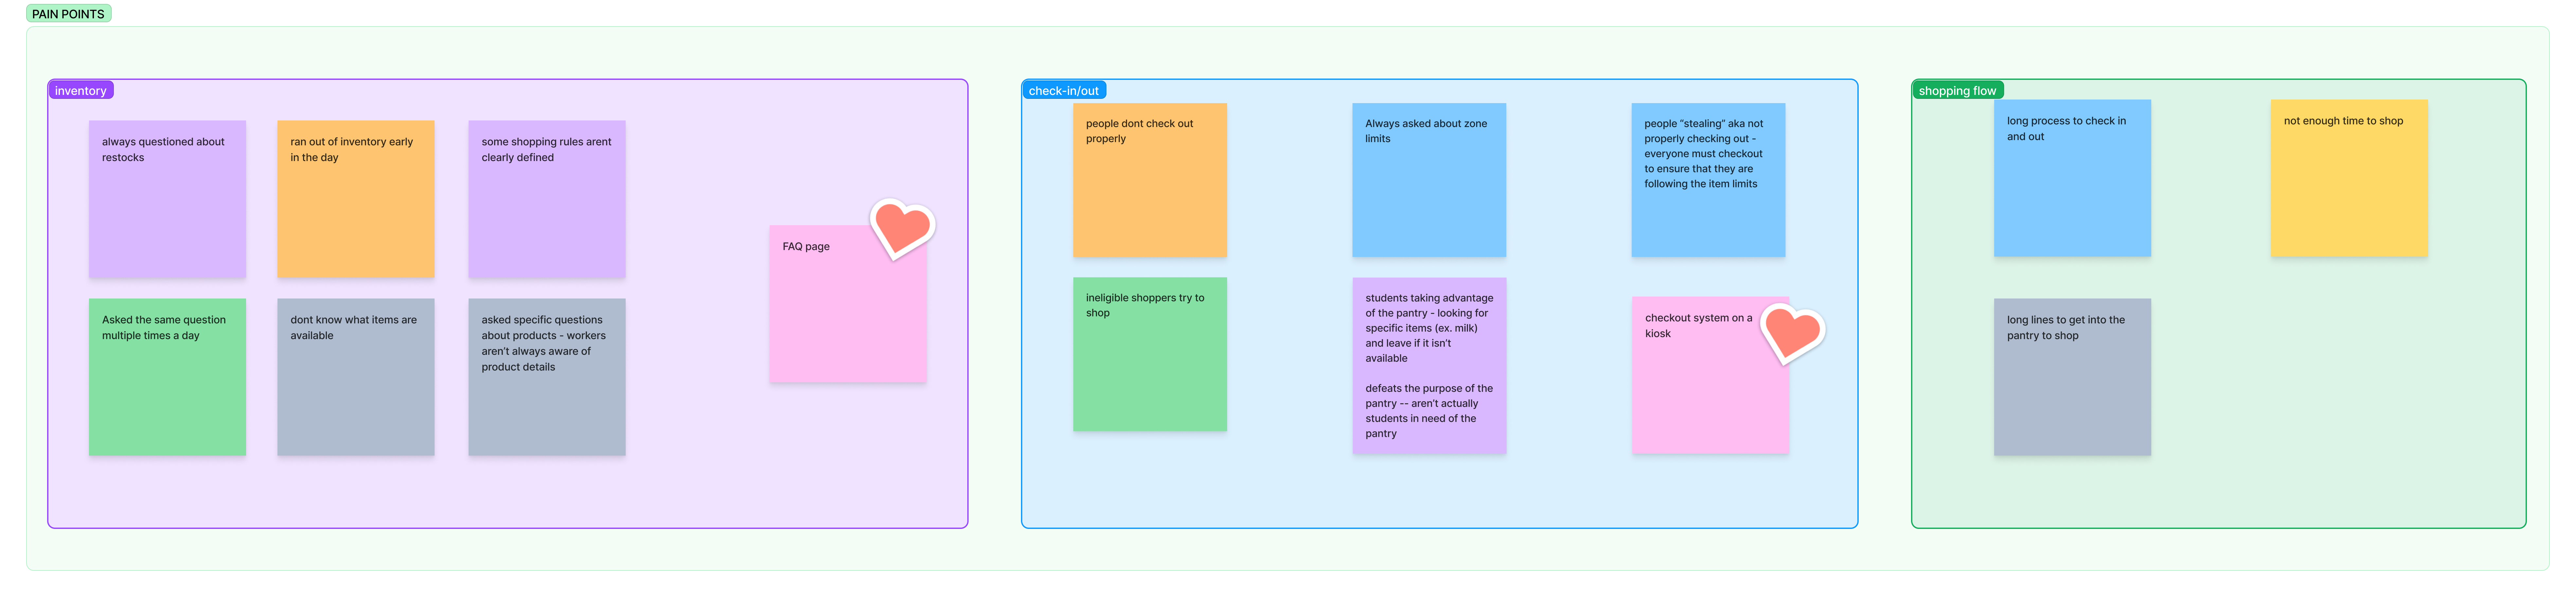 PAIN POINTS
inventory
always questioned about
restocks
ran out of inventory early
in the day
some shopping rules arent
clearly defined
FAQ page
Asked the same question
multiple times a day
dont know what items are
available
asked specific questions
about products - workers
aren't always aware of
product details
check-in/out
people dont check out
properly
Always asked about zone
limits
people “stealing” aka not
properly checking out -
everyone must checkout
to ensure that they are
following the item limits
ineligible shoppers try to
shop
students taking advantage
of the pantry - looking for
specific items (ex. milk)
and leave if it isn't
available
defeats the purpose of the
pantry -- aren't actually
students in need of the
pantry
checkout system on a
kiosk
shopping flow
long process to check in
and out
not enough time to shop
long lines to get into the
pantry to shop